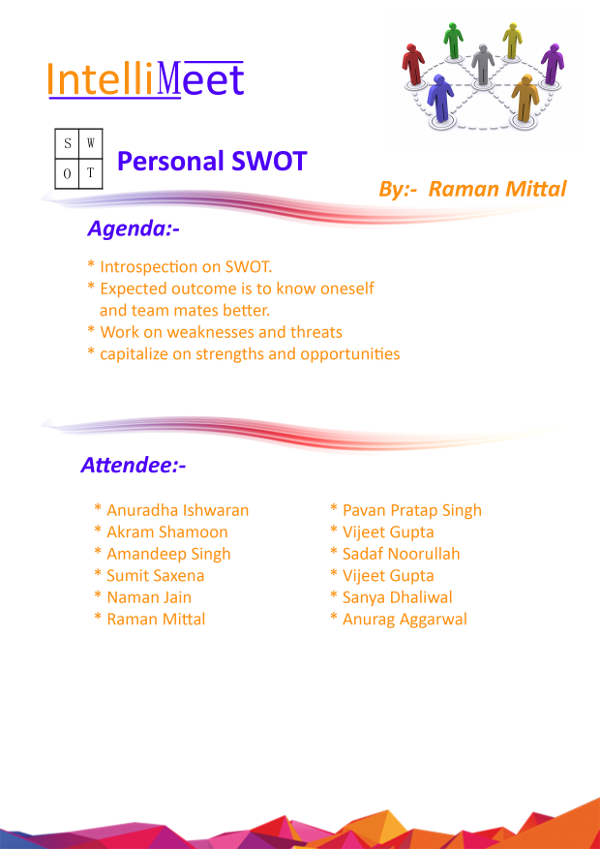 IntelliMeet
S W
O T
Personal SWOT
By:- Raman Mittal
Agenda:-
* Introspection on SWOT.
* Expected outcome is to know oneself
and team mates better.
* Work on weaknesses and threats
* capitalize on strengths and opportunities
Attendee:-
* Anuradha Ishwaran
* Akram Shamoon
* Amandeep Singh
* Sumit Saxena
* Naman Jain
* Raman Mittal
* Pavan Pratap Singh
* Vijeet Gupta
* Sadaf Noorullah
* Vijeet Gupta
* Sanya Dhaliwal
* Anurag Aggarwal